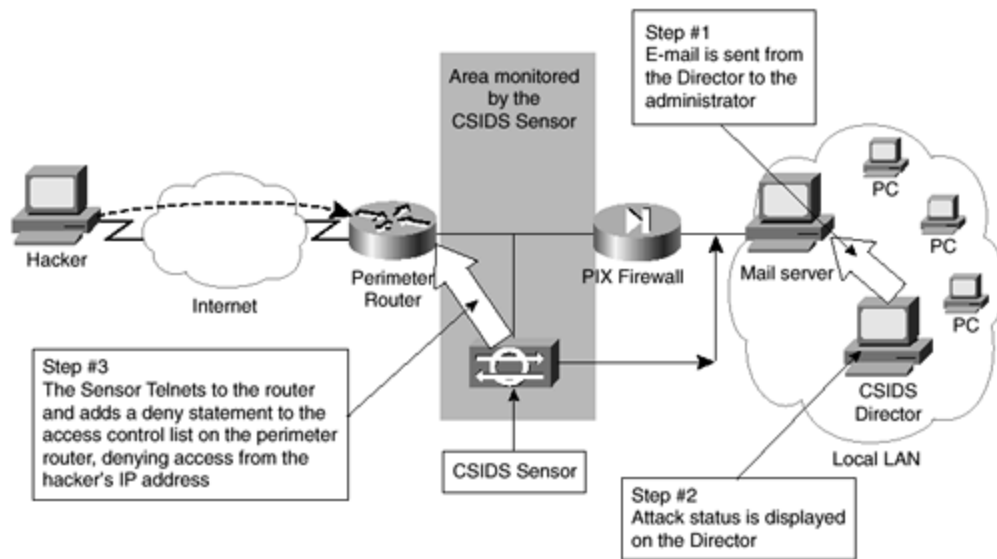 Step #1
E-mail is sent from
the Director to the
administrator
Area monitored
by the
CSIDS Sensor
PC
PC
PC
Hacker
Internet
Perimeter
Router
PIX Firewall
Mail server
CSIDS
Director
Local LAN
Step #3
The Sensor Telnets to the router
and adds a deny statement to the
access control list on the perimeter
router, denying access from the
hacker's IP address
CSIDS Sensor
Step #2
Attack status is displayed
on the Director